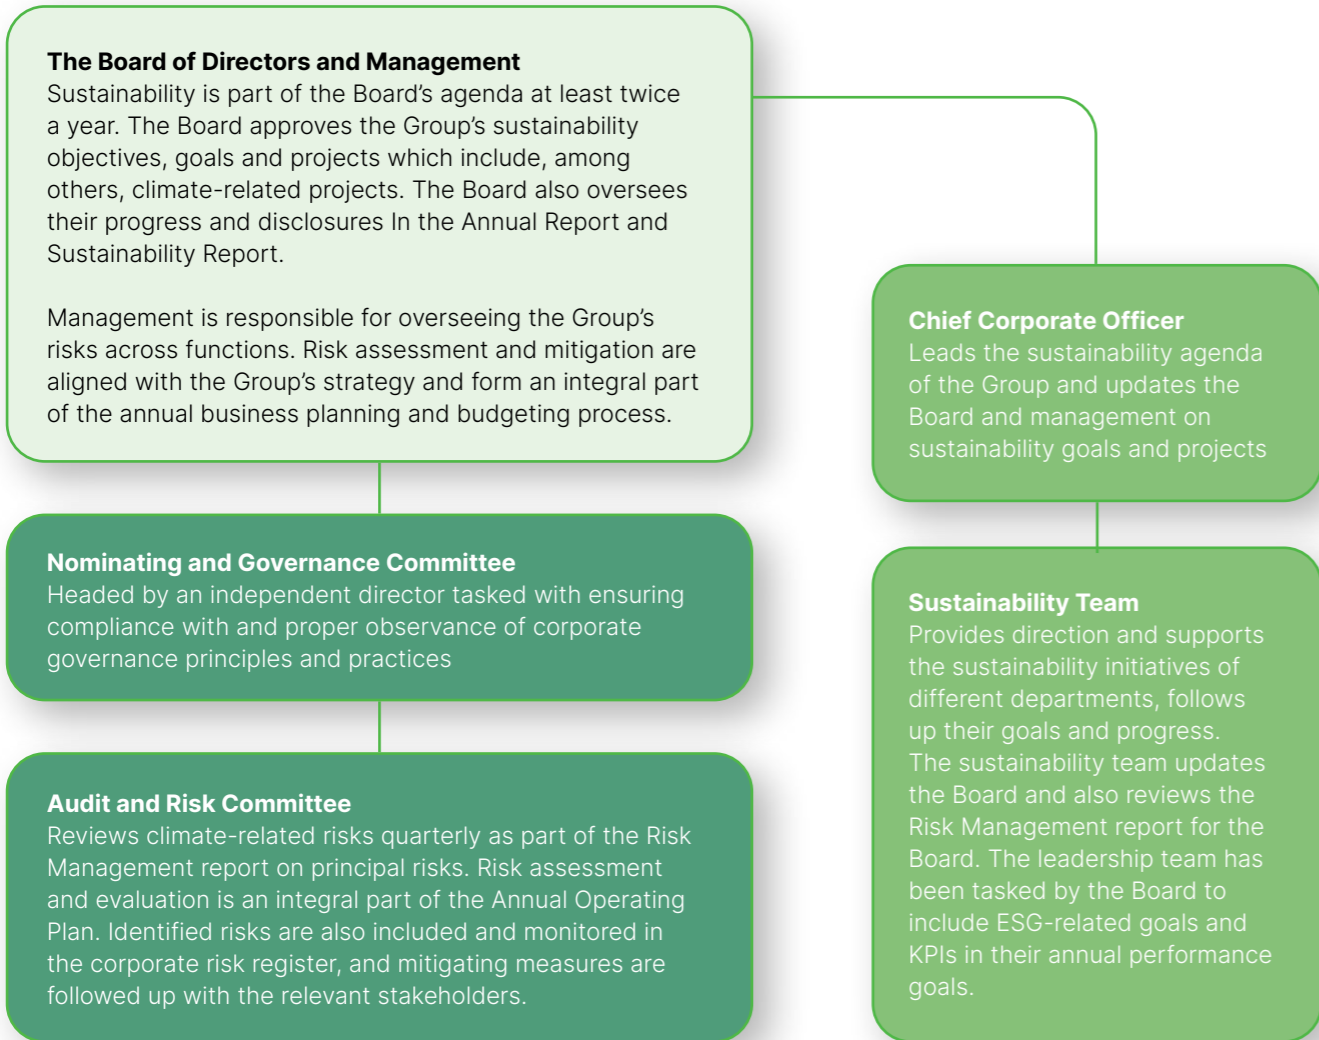 The Board of Directors and Management
Sustainability is part of the Board’s agenda at least twice
a year. The Board approves the Group’s sustainability
objectives, goals and projects which include, among
others, climate-related projects. The Board also oversees
their progress and disclosures In the Annual Report and
Sustainability Report.
Management is responsible for overseeing the Group’s
risks across functions. Risk assessment and mitigation are
aligned with the Group’s strategy and form an integral part
of the annual business planning and budgeting process.
Nominating and Governance Committee
Headed by an independent director tasked with ensuring
compliance with and proper observance of corporate
governance principles and practices
Audit and Risk Committee
Reviews climate-related risks quarterly as part of the Risk
Management report on principal risks. Risk assessment
and evaluation is an integral part of the Annual Operating
Plan. Identified risks are also included and monitored in
the corporate risk register, and mitigating measures are
followed up with the relevant stakeholders.
Chief Corporate Officer
Leads the sustainability agenda
of the Group and updates the
Board and management on
sustainability goals and projects
Sustainability Team
Provides direction and supports
the sustainability initiatives of
different departments, follows
up their goals and progress.
The sustainability team updates
the Board and also reviews the
Risk Management report for the
Board. The leadership team has
been tasked by the Board to
include ESG-related goals and
KPIs in their annual performance
goals.